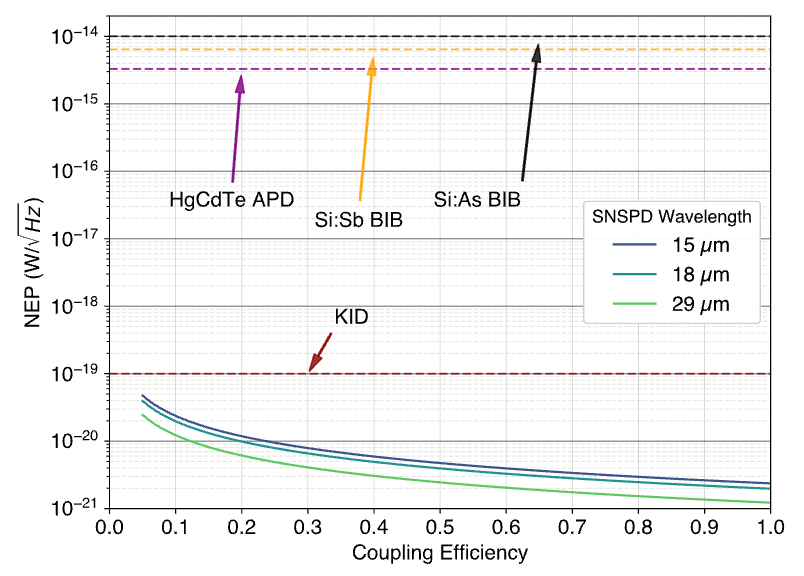 10⁻¹⁴
10⁻¹⁵
10⁻¹⁶
10⁻¹⁷
10⁻¹⁸
10⁻¹⁹
10⁻²⁰
10⁻²¹
NEP (W/√Hz)
HgCdTe APD
Si:Sb BIB
Si:As BIB
KID
SNSPD Wavelength
15 μm
18 μm
29 μm
0.0 0.1 0.2 0.3 0.4 0.5 0.6 0.7 0.8 0.9 1.0
Coupling Efficiency